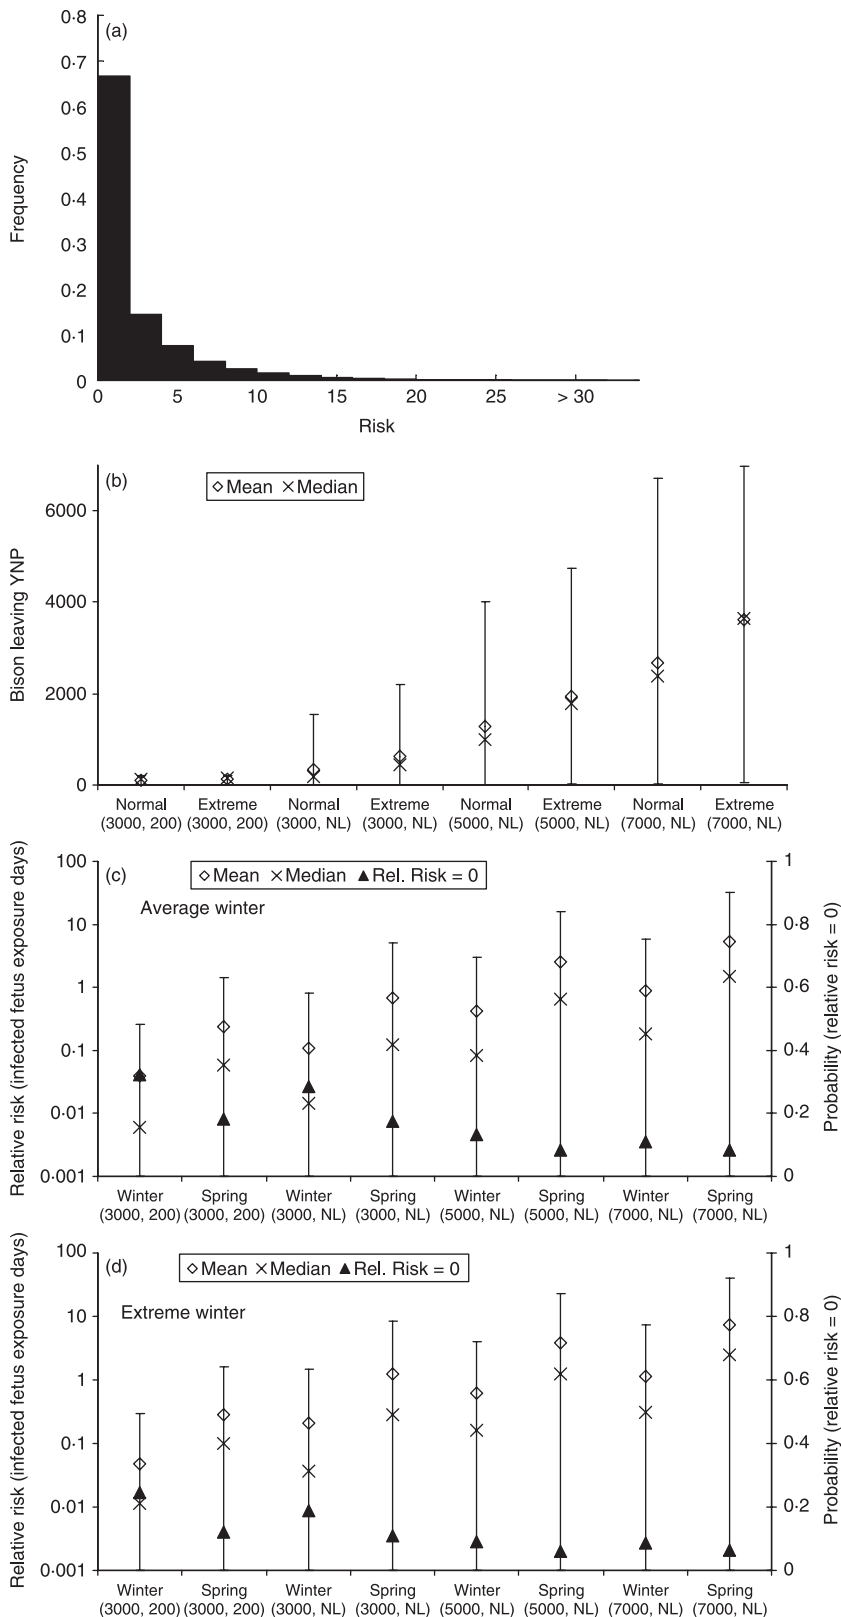 (a)
0·8
0·7
0·6
0·5
0·4
0·3
0·2
0·1
0
Frequency
0 5 10 15 20 25 > 30
Risk
(b)
Mean Median
6000
4000
2000
0
Bison leaving YNP
Normal Extreme Normal Extreme Normal Extreme Normal Extreme
(3000, 200) (3000, 200) (3000, NL) (3000, NL) (5000, NL) (5000, NL) (7000, NL) (7000, NL)
(c)
Mean Median Rel. Risk = 0
Average winter
100
10
1
0·1
0·01
0·001
Relative risk (infected fetus exposure days)
1
0·8
0·6
0·4
0·2
0
Probability (relative risk = 0)
Winter Spring Winter Spring Winter Spring Winter Spring
(3000, 200) (3000, 200) (3000, NL) (3000, NL) (5000, NL) (5000, NL) (7000, NL) (7000, NL)
(d)
Mean Median Rel. Risk = 0
Extreme winter
100
10
1
0·1
0·01
0·001
Relative risk (infected fetus exposure days)
1
0·8
0·6
0·4
0·2
0
Probability (relative risk = 0)
Winter Spring Winter Spring Winter Spring Winter Spring
(3000, 200) (3000, 200) (3000, NL) (3000, NL) (5000, NL) (5000, NL) (7000, NL) (7000, NL)